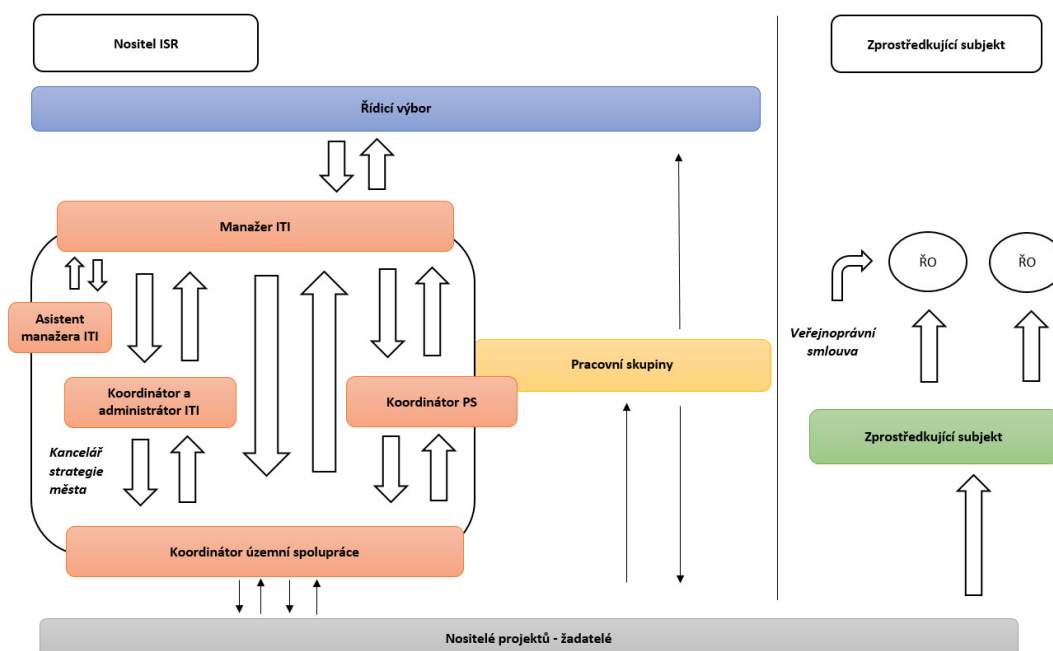 Nositel ISR
Zprostředkující subjekt
Řídicí výbor
Manažer ITI
ŘO
ŘO
Asistent
manažera ITI
Veřejnoprávní
smlouva
Pracovní skupiny
Koordinátor a
administrátor ITI
Koordinátor PS
Zprostředkující subjekt
Kancelář
strategie
města
Koordinátor územní spolupráce
Nositelé projektů - žadatelé